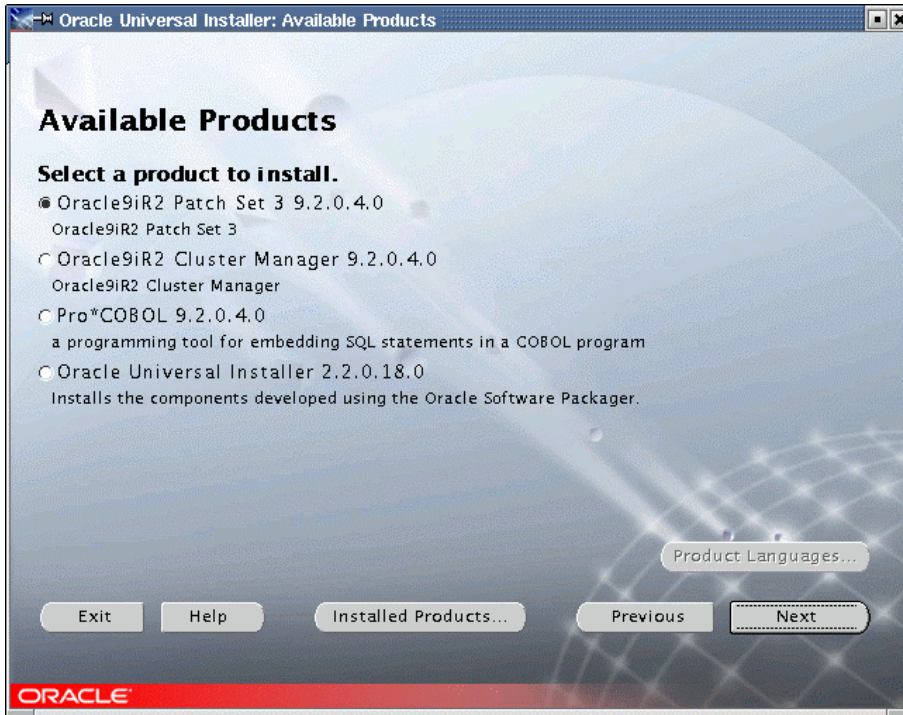 Oracle Universal Installer: Available Products
Available Products
Select a product to install.
Oracle9iR2 Patch Set 3 9.2.0.4.0
Oracle9iR2 Patch Set 3
Oracle9iR2 Cluster Manager 9.2.0.4.0
Oracle9iR2 Cluster Manager
Pro*COBOL 9.2.0.4.0
a programming tool for embedding SQL statements in a COBOL program
Oracle Universal Installer 2.2.0.18.0
Installs the components developed using the Oracle Software Packager.
Product Languages...
Exit Help Installed Products... Previous Next
ORACLE